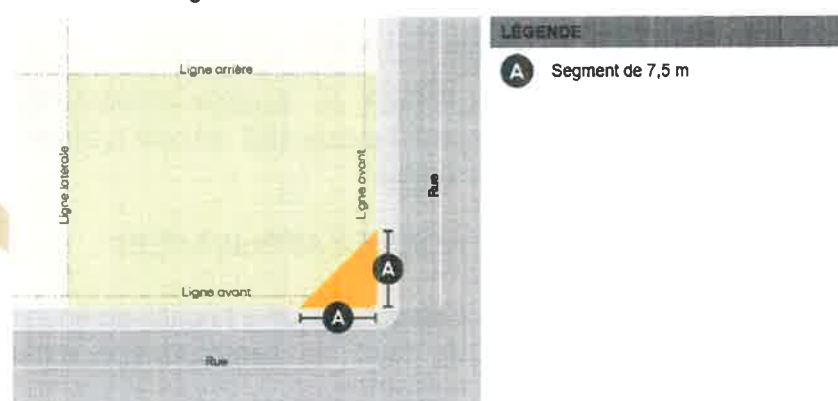 LÉGENDE
A Segment de 7,5 m
Ligne arrière
Ligne latérale
Ligne avant
Rue
A
Ligne avant
A
Rue